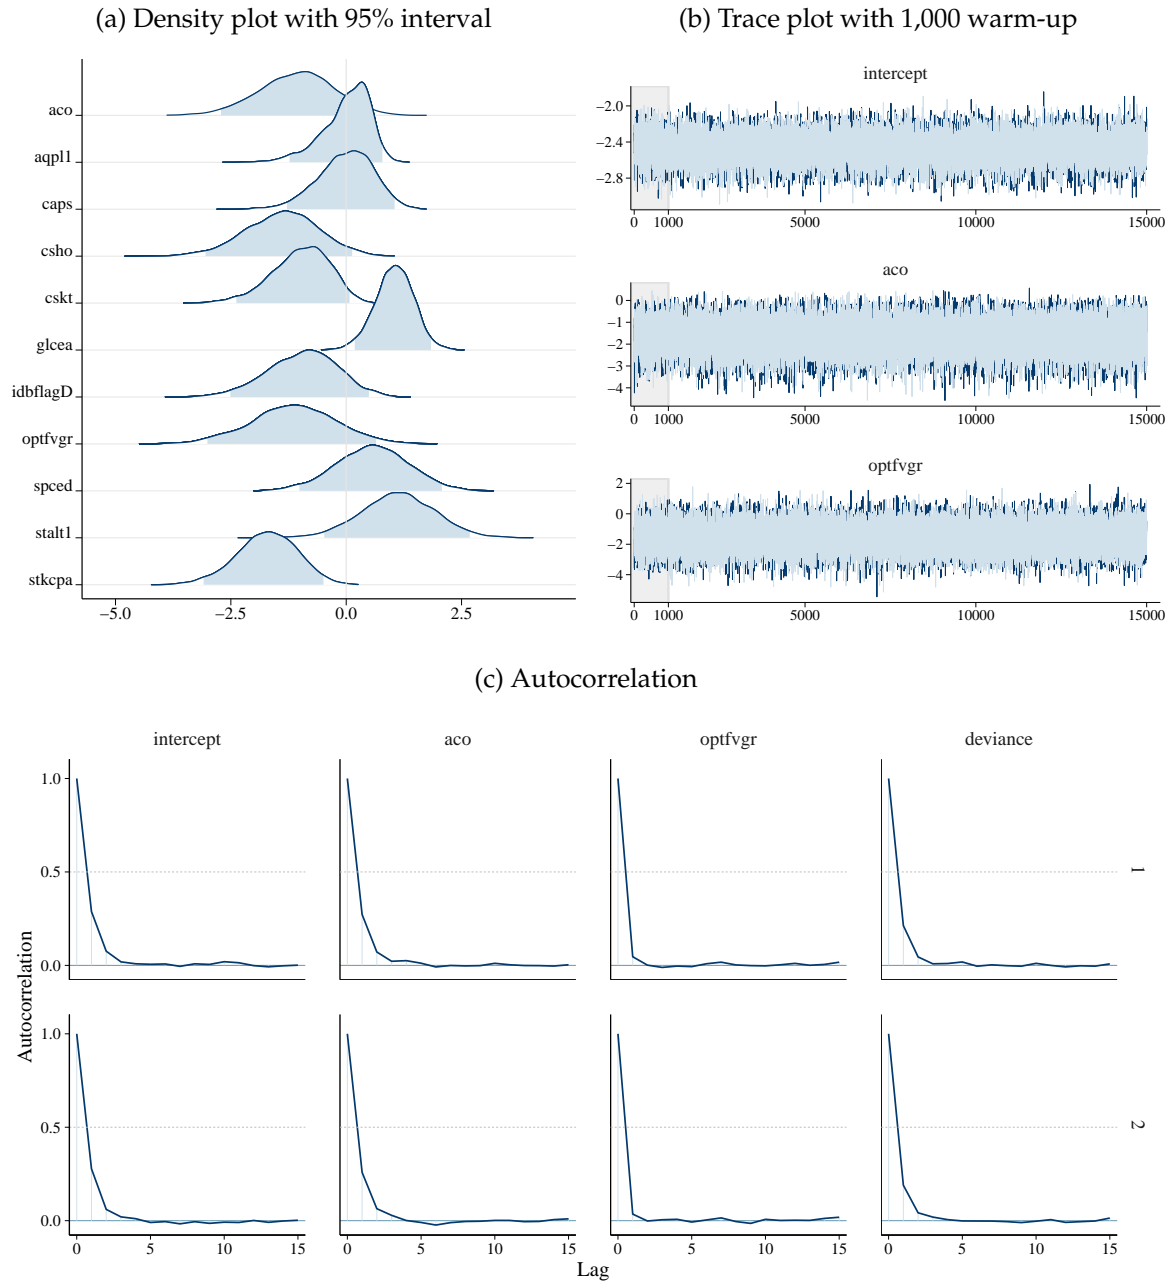 (a) Density plot with 95% interval
aco
aqpl1
caps
csho
cskt
glcea
idbflagD
optfvgr
spced
stalt1
stkcpa
−5.0 −2.5 0.0 2.5
(b) Trace plot with 1,000 warm-up
intercept
−2.0
−2.4
−2.8
0 1000 5000 10000 15000
aco
0
−1
−2
−3
−4
0 1000 5000 10000 15000
optfvgr
2
0
−2
−4
0 1000 5000 10000 15000
(c) Autocorrelation
intercept aco optfvgr deviance
Autocorrelation
1.0
0.5
0.0
1
1.0
0.5
0.0
2
0 5 10 15 0 5 10 15 0 5 10 15 0 5 10 15
Lag